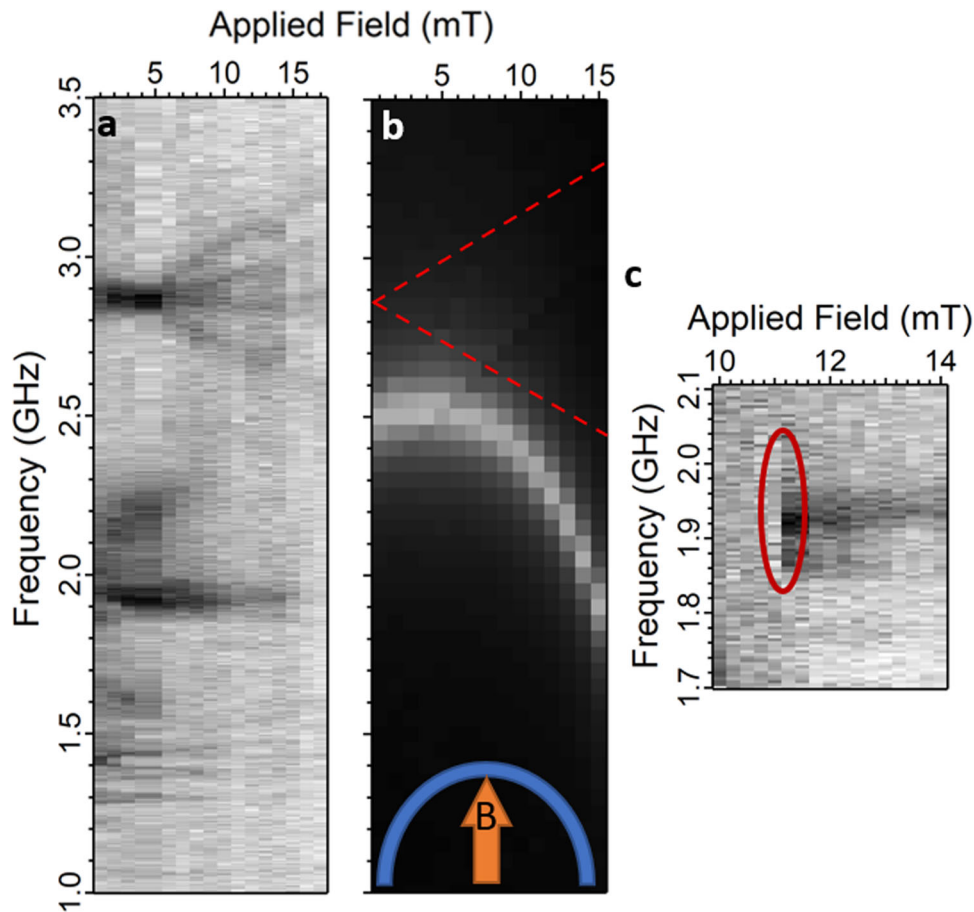 Applied Field (mT)
5 10 15 5 10 15
a
b
3.5
3.0
2.5
2.0
1.5
1.0
Frequency (GHz)
B
c
Applied Field (mT)
10 12 14
2.1
2.0
1.9
1.8
1.7
Frequency (GHz)